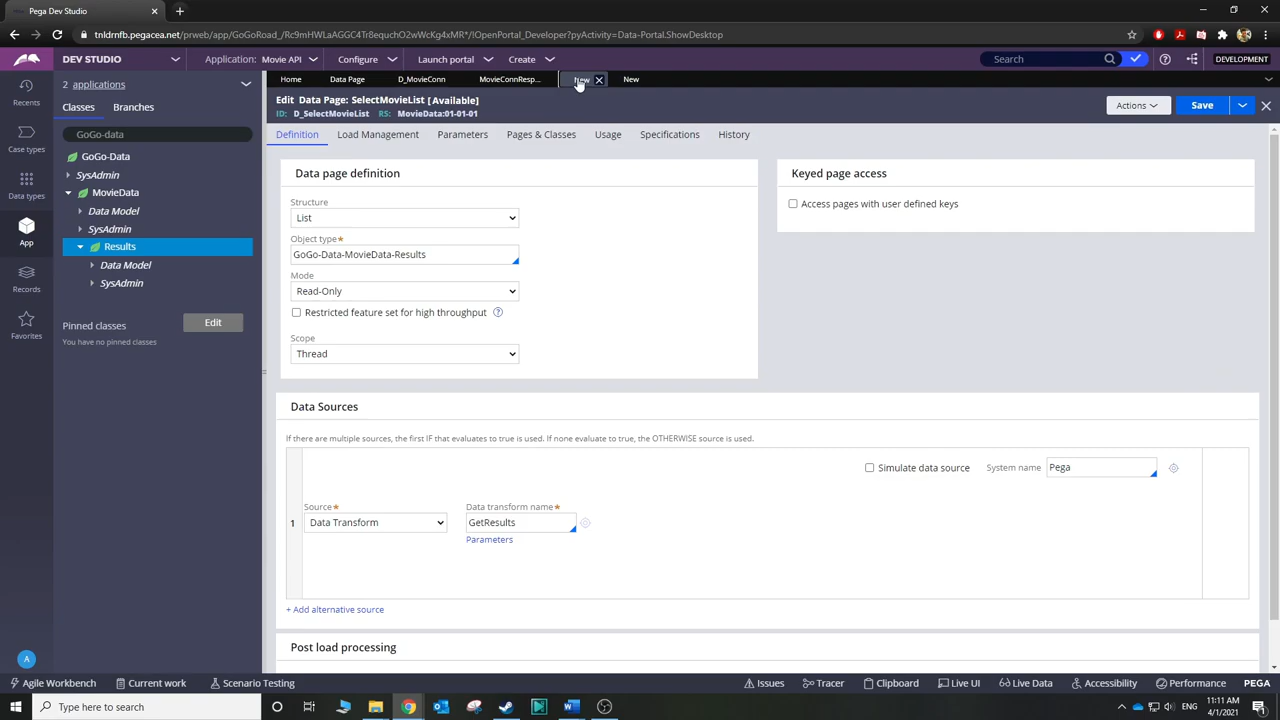 Pega Dev Studio
tnldrnfb.pegacea.net/prweb/app/GoGoRoad_/Rc9mHWLaAGGC4Tr8equchO2wWcKg4xMR*/!OpenPortal_Developer?pyActivity=Data-Portal.ShowDesktop
DEV STUDIO
Application: Movie API
Configure
Launch portal
Create
Search
DEVELOPMENT
2 applications
Home
Data Page
D_MovieConn
MovieConnResp...
New
New
Recents
Case types
Data types
App
Records
Favorites
Classes
Branches
GoGo-data
GoGo-Data
SysAdmin
MovieData
Data Model
SysAdmin
Results
Data Model
SysAdmin
Pinned classes
Edit
You have no pinned classes
Edit Data Page: SelectMovieList [Available]
ID: D_SelectMovieList RS: MovieData:01-01-01
Actions
Save
Definition
Load Management
Parameters
Pages & Classes
Usage
Specifications
History
Data page definition
Structure
List
Object type*
GoGo-Data-MovieData-Results
Mode
Read-Only
Restricted feature set for high throughput
Scope
Thread
Keyed page access
Access pages with user defined keys
Data Sources
If there are multiple sources, the first IF that evaluates to true is used. If none evaluate to true, the OTHERWISE source is used.
Simulate data source
System name
Pega
1
Source*
Data Transform
Data transform name*
GetResults
Parameters
+ Add alternative source
Post load processing
A
Agile Workbench
Current work
Scenario Testing
Issues
Tracer
Clipboard
Live UI
Live Data
Accessibility
Performance
PEGA
Type here to search
ENG
11:11 AM
4/1/2021